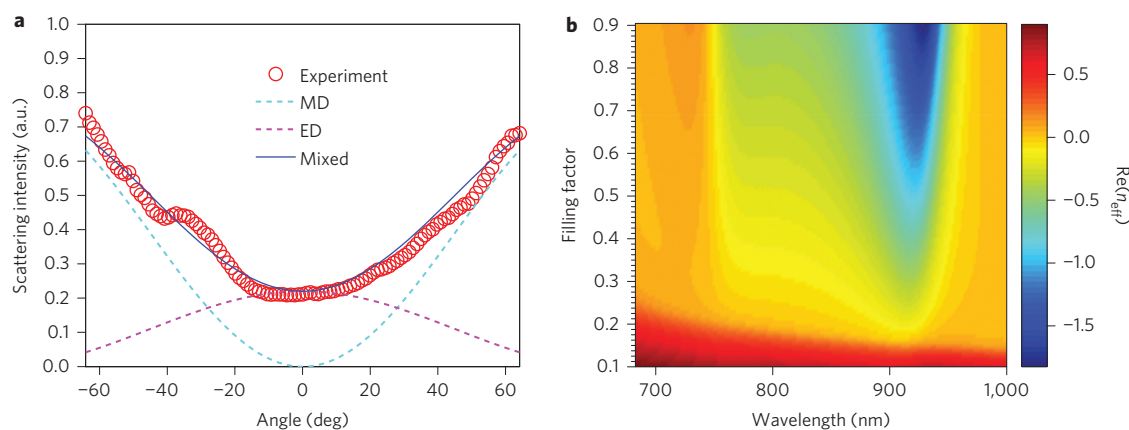 a
Scattering intensity (a.u.)
1.0
0.9
0.8
0.7
0.6
0.5
0.4
0.3
0.2
0.1
0.0
Experiment
MD
ED
Mixed
−60 −40 −20 0 20 40 60
Angle (deg)
b
Filling factor
0.9
0.8
0.7
0.6
0.5
0.4
0.3
0.2
0.1
700 800 900 1,000
Wavelength (nm)
0.5
0.0
−0.5
−1.0
−1.5
Re(neff)